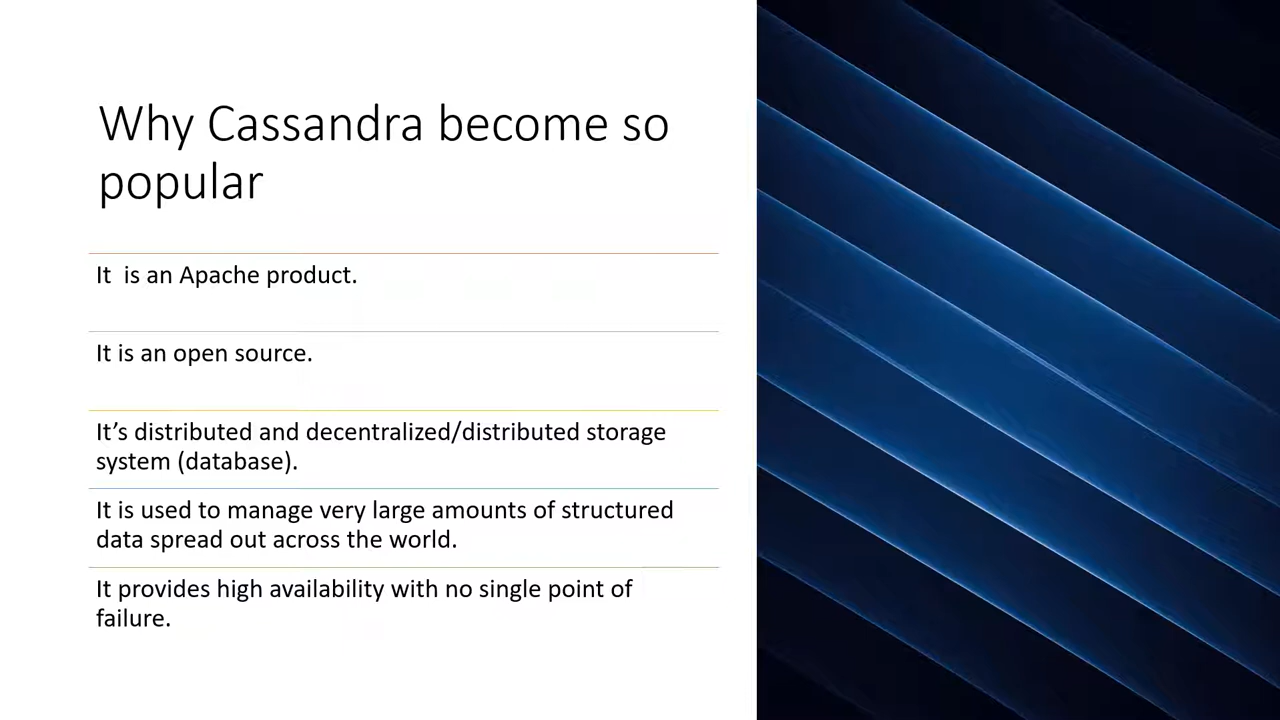 Why Cassandra become so
popular
It  is an Apache product.
It is an open source.
It’s distributed and decentralized/distributed storage
system (database).
It is used to manage very large amounts of structured
data spread out across the world.
It provides high availability with no single point of
failure.